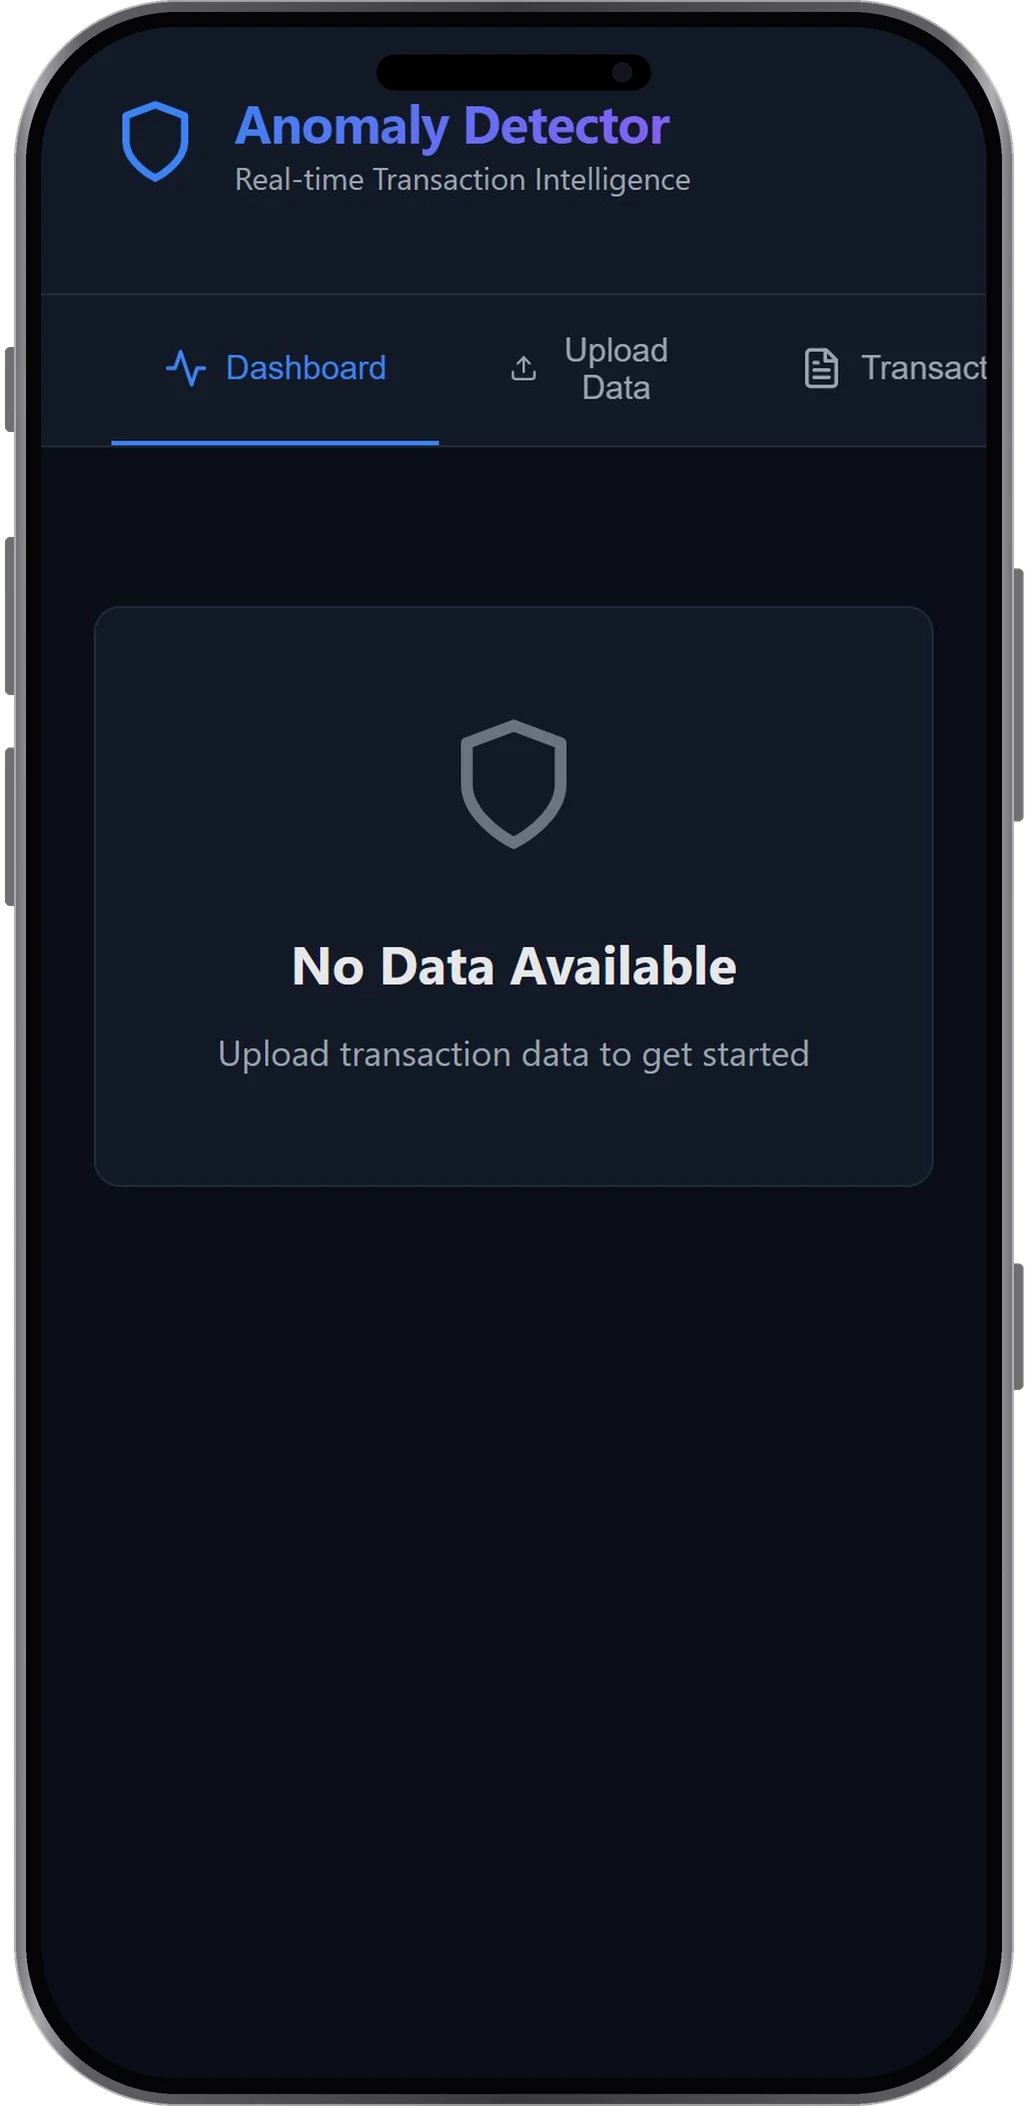 Anomaly Detector
Real-time Transaction Intelligence
Dashboard
Upload
Data
Transact
No Data Available
Upload transaction data to get started